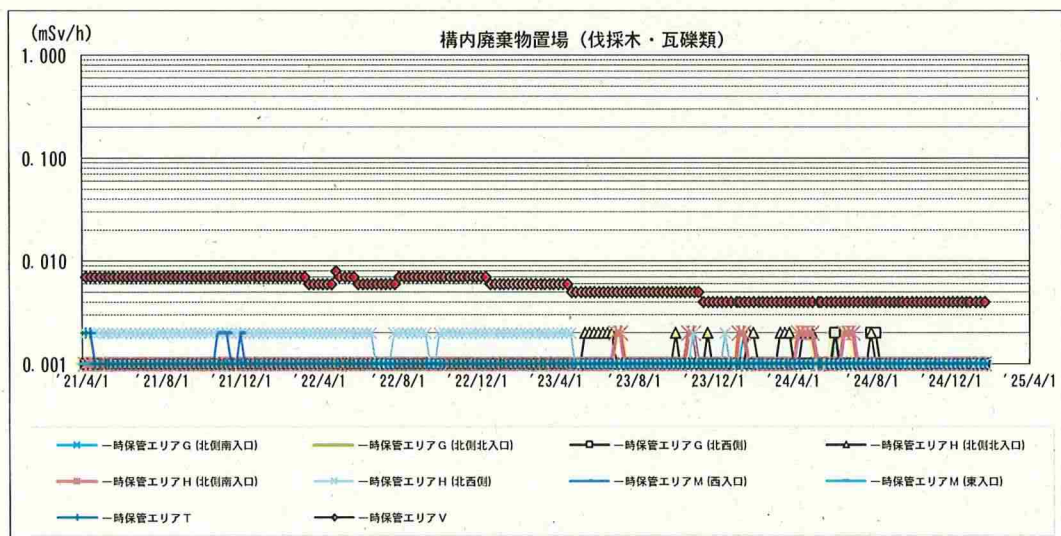 (mSv/h)
構内廃棄物置場（伐採木・瓦礫類）
1.000
0.100
0.010
0.001
'21/4/1 '21/8/1 '21/12/1 '22/4/1 '22/8/1 '22/12/1 '23/4/1 '23/8/1 '23/12/1 '24/4/1 '24/8/1 '24/12/1 '25/4/1
一時保管エリアG (北側南入口) 一時保管エリアG (北側北入口) 一時保管エリアG (北西側) 一時保管エリアH (北側北入口)
一時保管エリアH (北側南入口) 一時保管エリアH (北西側) 一時保管エリアM (西入口) 一時保管エリアM (東入口)
一時保管エリアT 一時保管エリアV